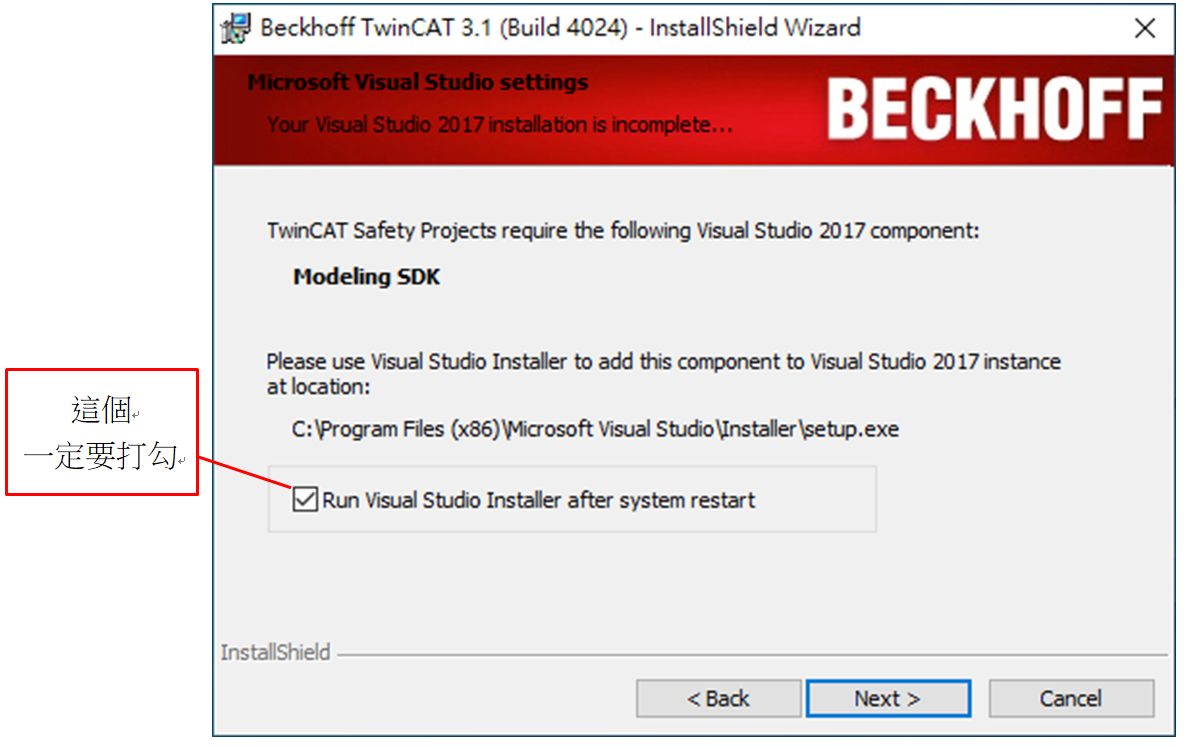 Beckhoff TwinCAT 3.1 (Build 4024) - InstallShield Wizard
Microsoft Visual Studio settings
Your Visual Studio 2017 installation is incomplete...
BECKHOFF
TwinCAT Safety Projects require the following Visual Studio 2017 component:
Modeling SDK
Please use Visual Studio Installer to add this component to Visual Studio 2017 instance
at location:
C:\Program Files (x86)\Microsoft Visual Studio\Installer\setup.exe
這個
一定要打勾
Run Visual Studio Installer after system restart
InstallShield
< Back
Next >
Cancel